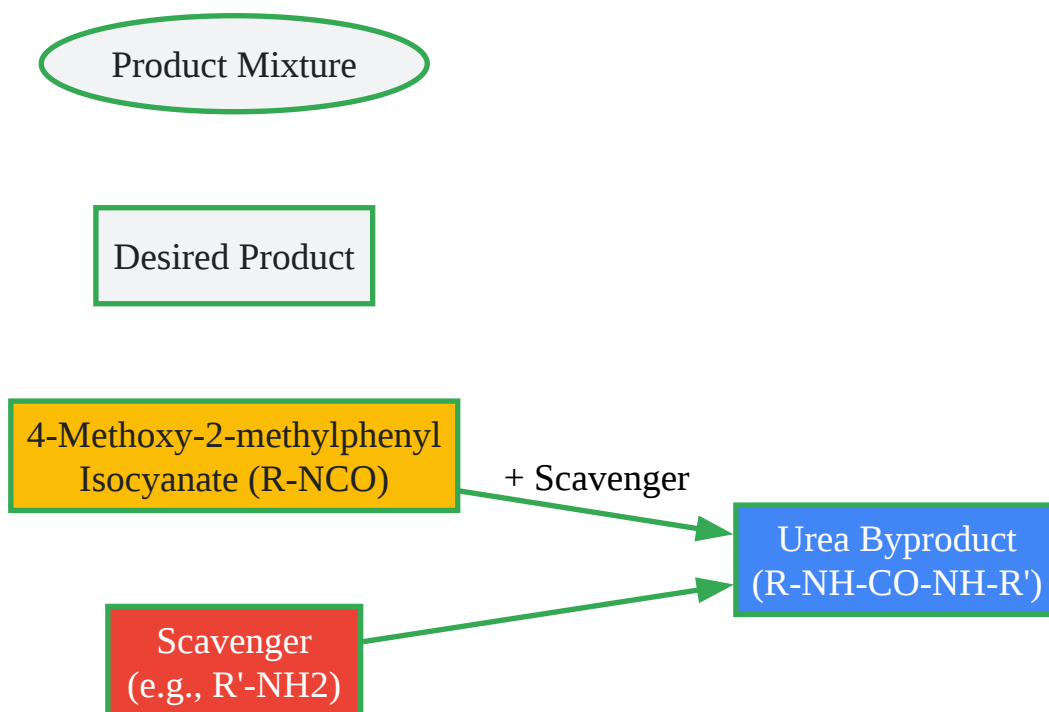 Product Mixture
Desired Product
4-Methoxy-2-methylphenyl
Isocyanate (R-NCO)
+ Scavenger
Urea Byproduct
(R-NH-CO-NH-R')
Scavenger
(e.g., R'-NH2)